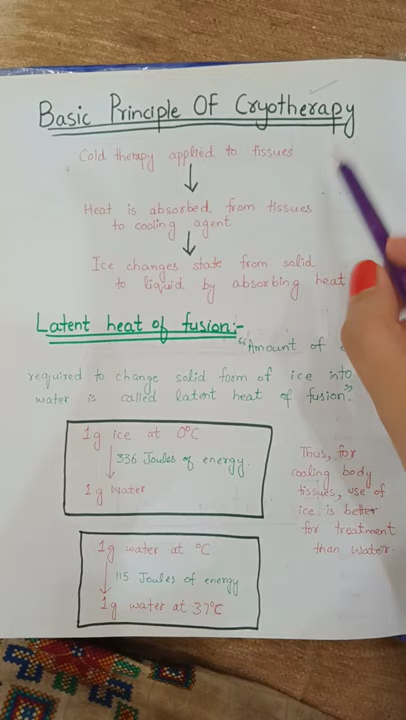 Basic Principle OF Cryotherapy
Cold therapy applied to tissues
Heat is absorbed from tissues
to cooling agent
Ice changes state from solid
to liquid by absorbing heat
Latent heat of fusion:-
"Amount of
required to change solid form of ice into
water is called latent heat of fusion."
1g ice at 0°C
336 Joules of energy.
1g Water
Thus, for
cooling body
tissues, use of
ice is better
for treatment
than water.
1g water at °C
115 Joules of energy
1g water at 37°C